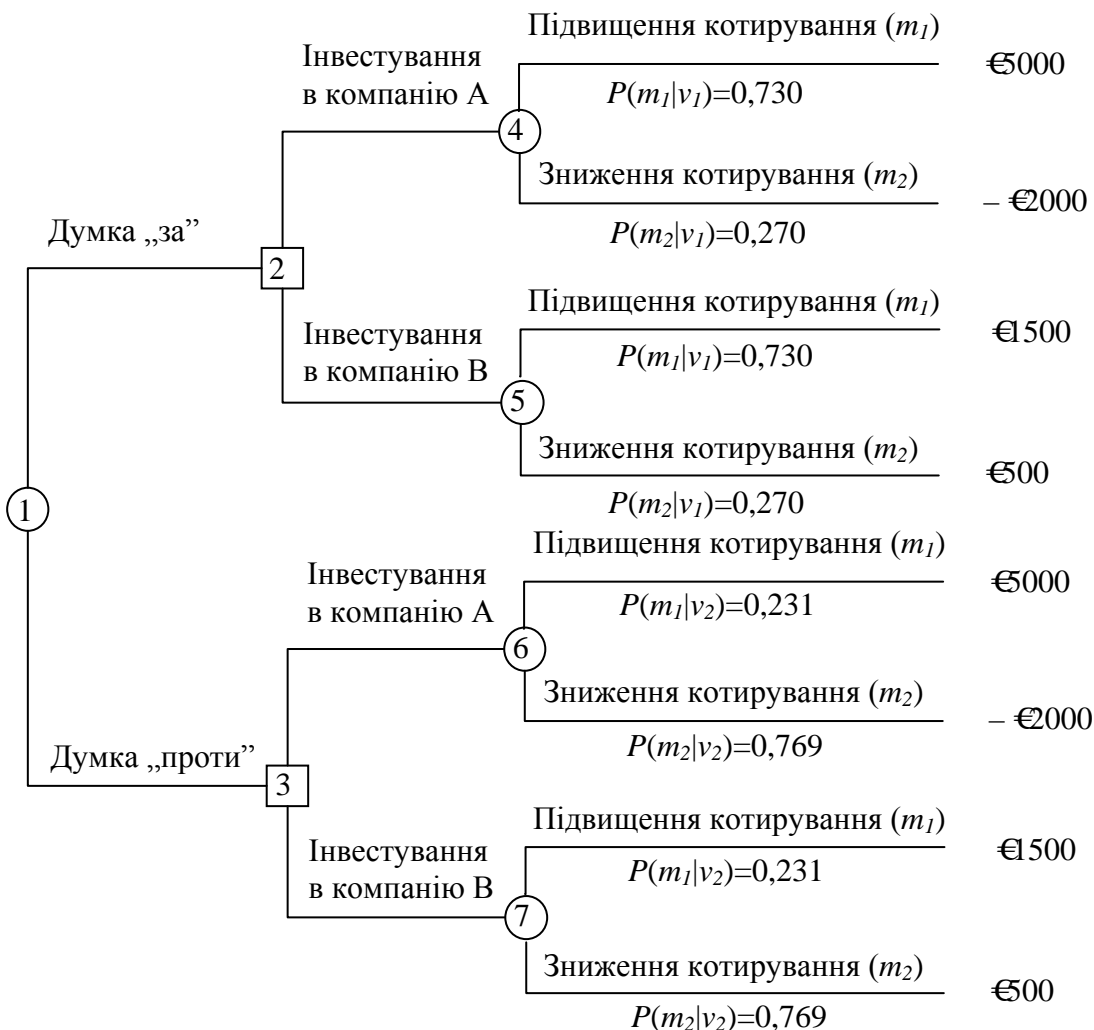 Підвищення котирування (m1)
Інвестування
в компанію А
€5000
P(m1|v1)=0,730
4
Зниження котирування (m2)
– €2000
P(m2|v1)=0,270
Думка „за”
2
Підвищення котирування (m1)
Інвестування
в компанію В
€1500
P(m1|v1)=0,730
5
Зниження котирування (m2)
€500
P(m2|v1)=0,270
1
Підвищення котирування (m1)
Інвестування
в компанію А
€5000
P(m1|v2)=0,231
6
Зниження котирування (m2)
– €2000
P(m2|v2)=0,769
Думка „проти”
3
Підвищення котирування (m1)
Інвестування
в компанію В
€1500
P(m1|v2)=0,231
7
Зниження котирування (m2)
€500
P(m2|v2)=0,769